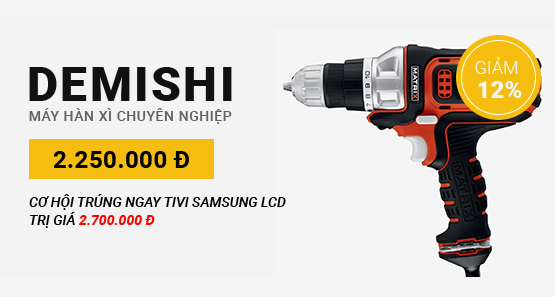 DEMISHI
MÁY HÀN XÌ CHUYÊN NGHIỆP
2.250.000 Đ
CƠ HỘI TRÚNG NGAY TIVI SAMSUNG LCD
TRỊ GIÁ 2.700.000 Đ
GIẢM
12%
MATRIX
MATRIX